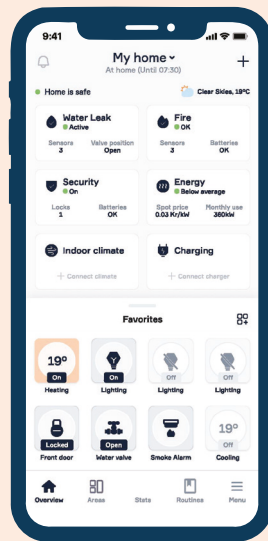 9:41
My home
At home (Until 07:30)
Home is safe
Clear Skies, 19°C
Water Leak
Active
Sensors Valve position
3 Open
Fire
OK
Sensors Batteries
3 OK
Security
On
Locks Batteries
1 OK
Energy
Below average
Spot price Monthly use
0.03 Kr/kW 360kW
Indoor climate
+ Connect climate
Charging
+ Connect charger
Favorites
19°
On
Heating
On
Lighting
Off
Lighting
Off
Lighting
Locked
Front door
Open
Water valve
Smoke Alarm
19°
Off
Cooling
Overview Areas Stats Routines Menu